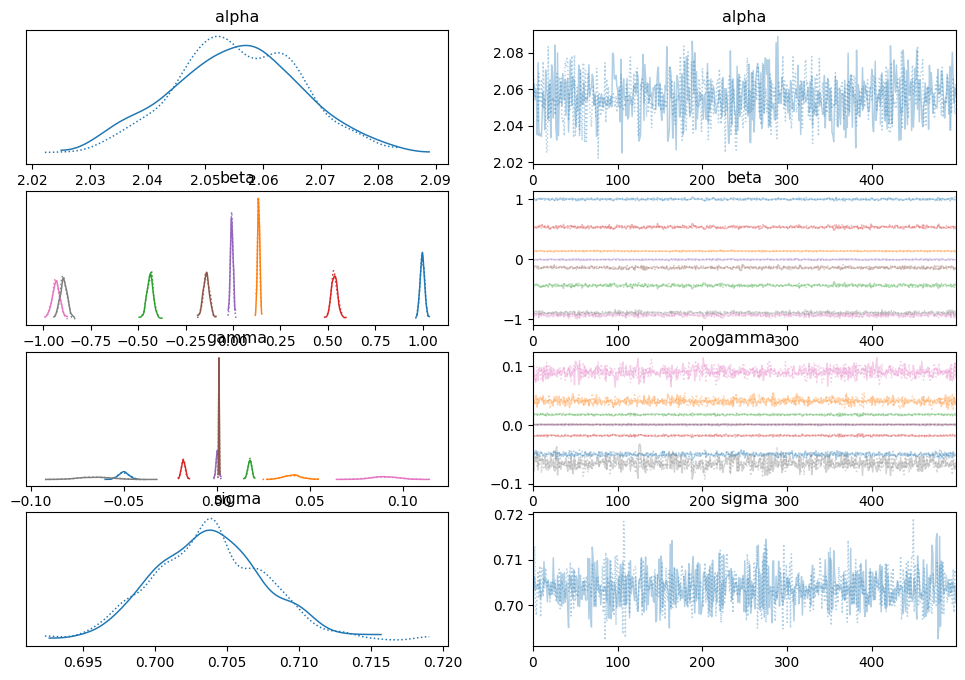 alpha
alpha
2.02 2.03 2.04 2.05 2.06 2.07 2.08 2.09
2.08
2.06
2.04
2.02
0 100 200 300 400
beta
beta
−1.00 −0.75 −0.50 −0.25 0.00 0.25 0.50 0.75 1.00
1
0
−1
0 100 200 300 400
gamma
gamma
−0.10 −0.05 0.00 0.05 0.10
0.1
0.0
−0.1
0 100 200 300 400
sigma
sigma
0.695 0.700 0.705 0.710 0.715 0.720
0.72
0.71
0.70
0 100 200 300 400